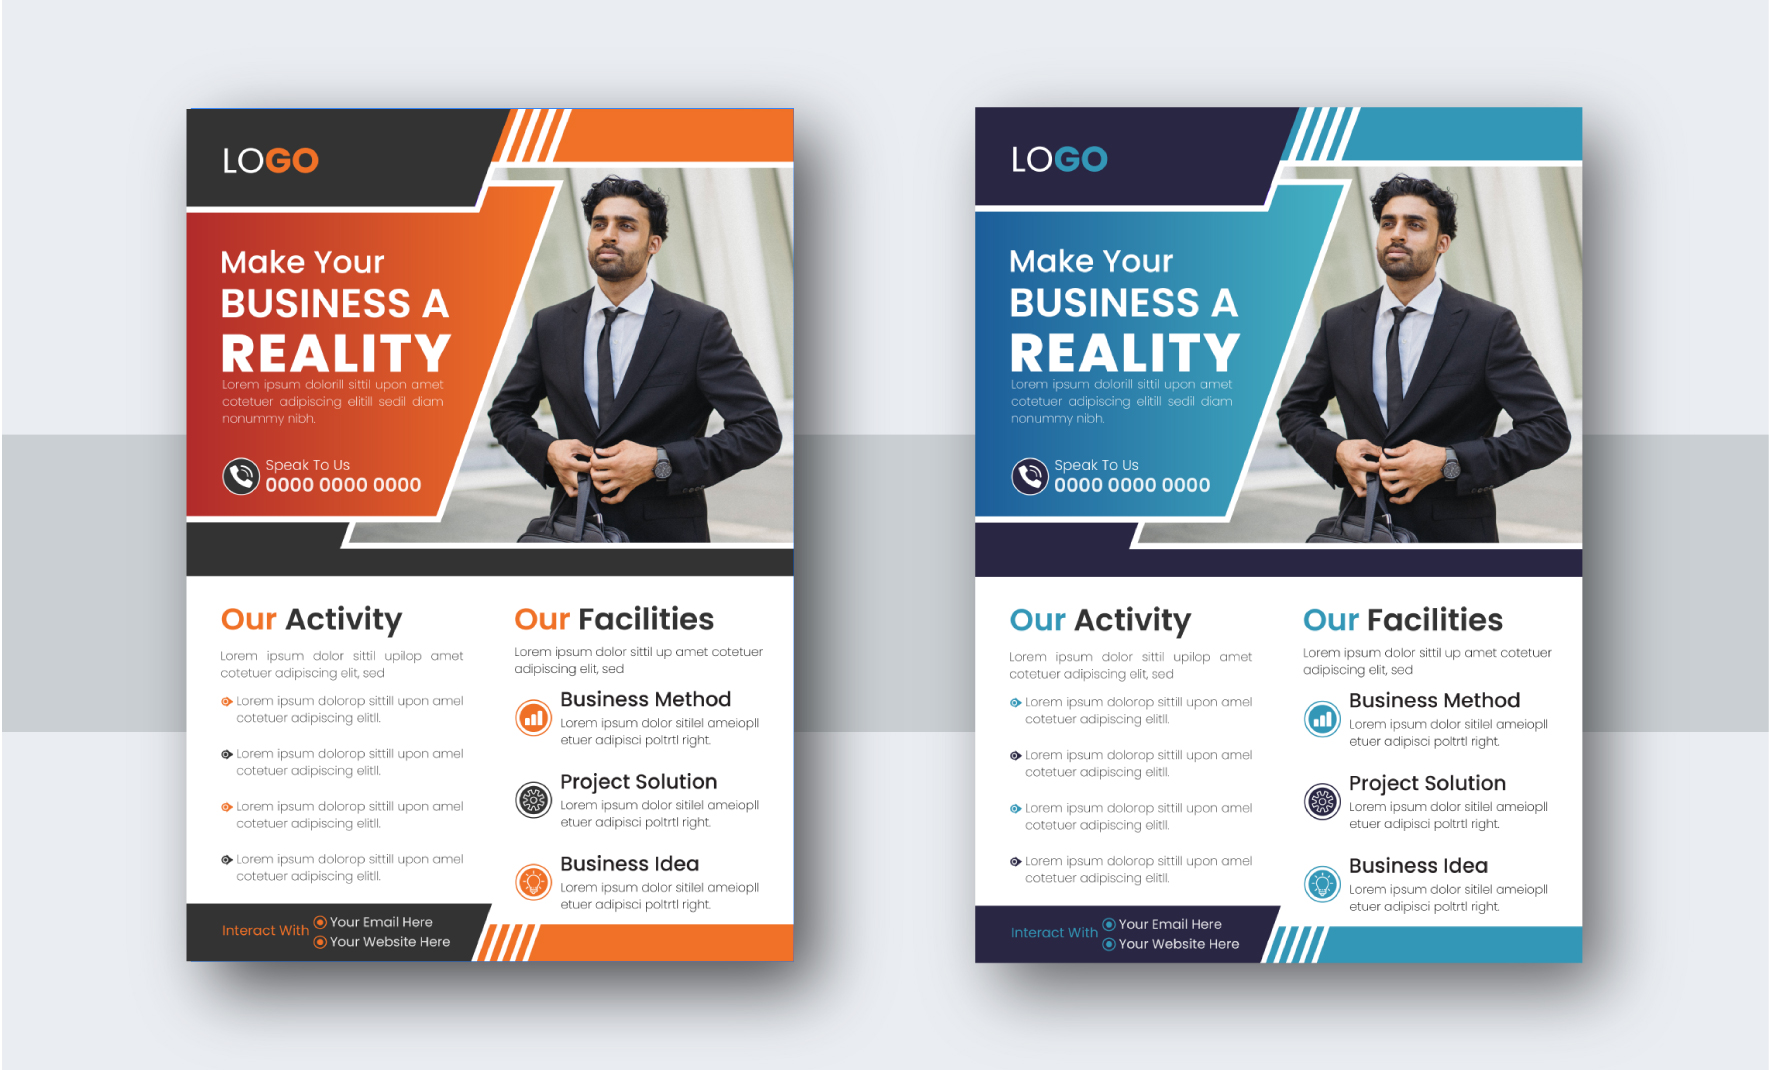 LOGO
Make Your
BUSINESS A
REALITY
Lorem ipsum dolorill sittil upon amet
cotetuer adipiscing elitill sedil diam
nonummy nibh.
Speak To Us
0000 0000 0000
Our Activity
Lorem ipsum dolor sittil upilop amet
cotetuer adipiscing elit, sed
Lorem ipsum dolorop sittill upon amel
cotetuer adipiscing elitll.
Lorem ipsum dolorop sittill upon amel
cotetuer adipiscing elitll.
Lorem ipsum dolorop sittill upon amel
cotetuer adipiscing elitll.
Lorem ipsum dolorop sittill upon amel
cotetuer adipiscing elitll.
Our Facilities
Lorem ipsum dolor sittil up amet cotetuer
adipiscing elit, sed
Business Method
Lorem ipsum dolor sitilel ameiopll
etuer adipisci poltrtl right.
Project Solution
Lorem ipsum dolor sitilel ameiopll
etuer adipisci poltrtl right.
Business Idea
Lorem ipsum dolor sitilel ameiopll
etuer adipisci poltrtl right.
Interact With
Your Email Here
Your Website Here
LOGO
Make Your
BUSINESS A
REALITY
Lorem ipsum dolorill sittil upon amet
cotetuer adipiscing elitill sedil diam
nonummy nibh.
Speak To Us
0000 0000 0000
Our Activity
Lorem ipsum dolor sittil upilop amet
cotetuer adipiscing elit, sed
Lorem ipsum dolorop sittill upon amel
cotetuer adipiscing elitll.
Lorem ipsum dolorop sittill upon amel
cotetuer adipiscing elitll.
Lorem ipsum dolorop sittill upon amel
cotetuer adipiscing elitll.
Lorem ipsum dolorop sittill upon amel
cotetuer adipiscing elitll.
Our Facilities
Lorem ipsum dolor sittil up amet cotetuer
adipiscing elit, sed
Business Method
Lorem ipsum dolor sitilel ameiopll
etuer adipisci poltrtl right.
Project Solution
Lorem ipsum dolor sitilel ameiopll
etuer adipisci poltrtl right.
Business Idea
Lorem ipsum dolor sitilel ameiopll
etuer adipisci poltrtl right.
Interact With
Your Email Here
Your Website Here